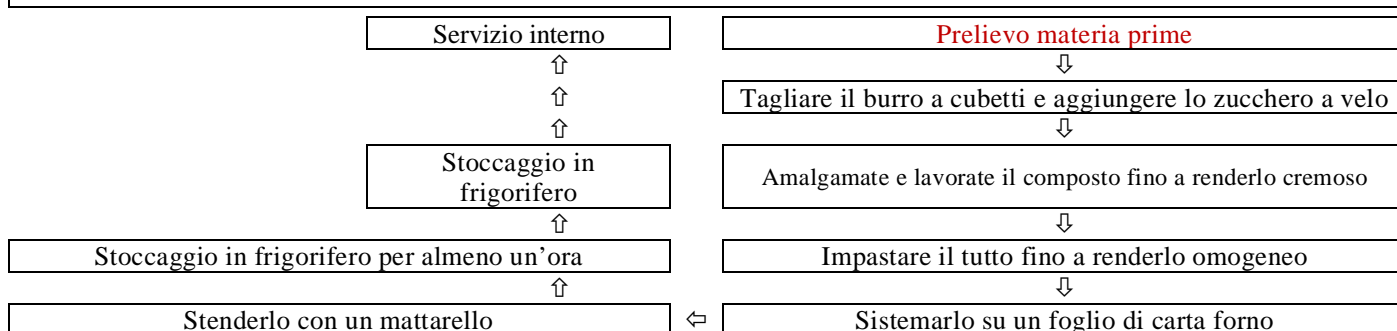 Servizio interno
Prelievo materia prime
⇧
⇩
⇧
Tagliare il burro a cubetti e aggiungere lo zucchero a velo
⇧
⇩
Stoccaggio in
frigorifero
Amalgamate e lavorate il composto fino a renderlo cremoso
⇧
⇩
Stoccaggio in frigorifero per almeno un’ora
Impastare il tutto fino a renderlo omogeneo
⇧
⇩
Stenderlo con un mattarello
⇦
Sistemarlo su un foglio di carta forno